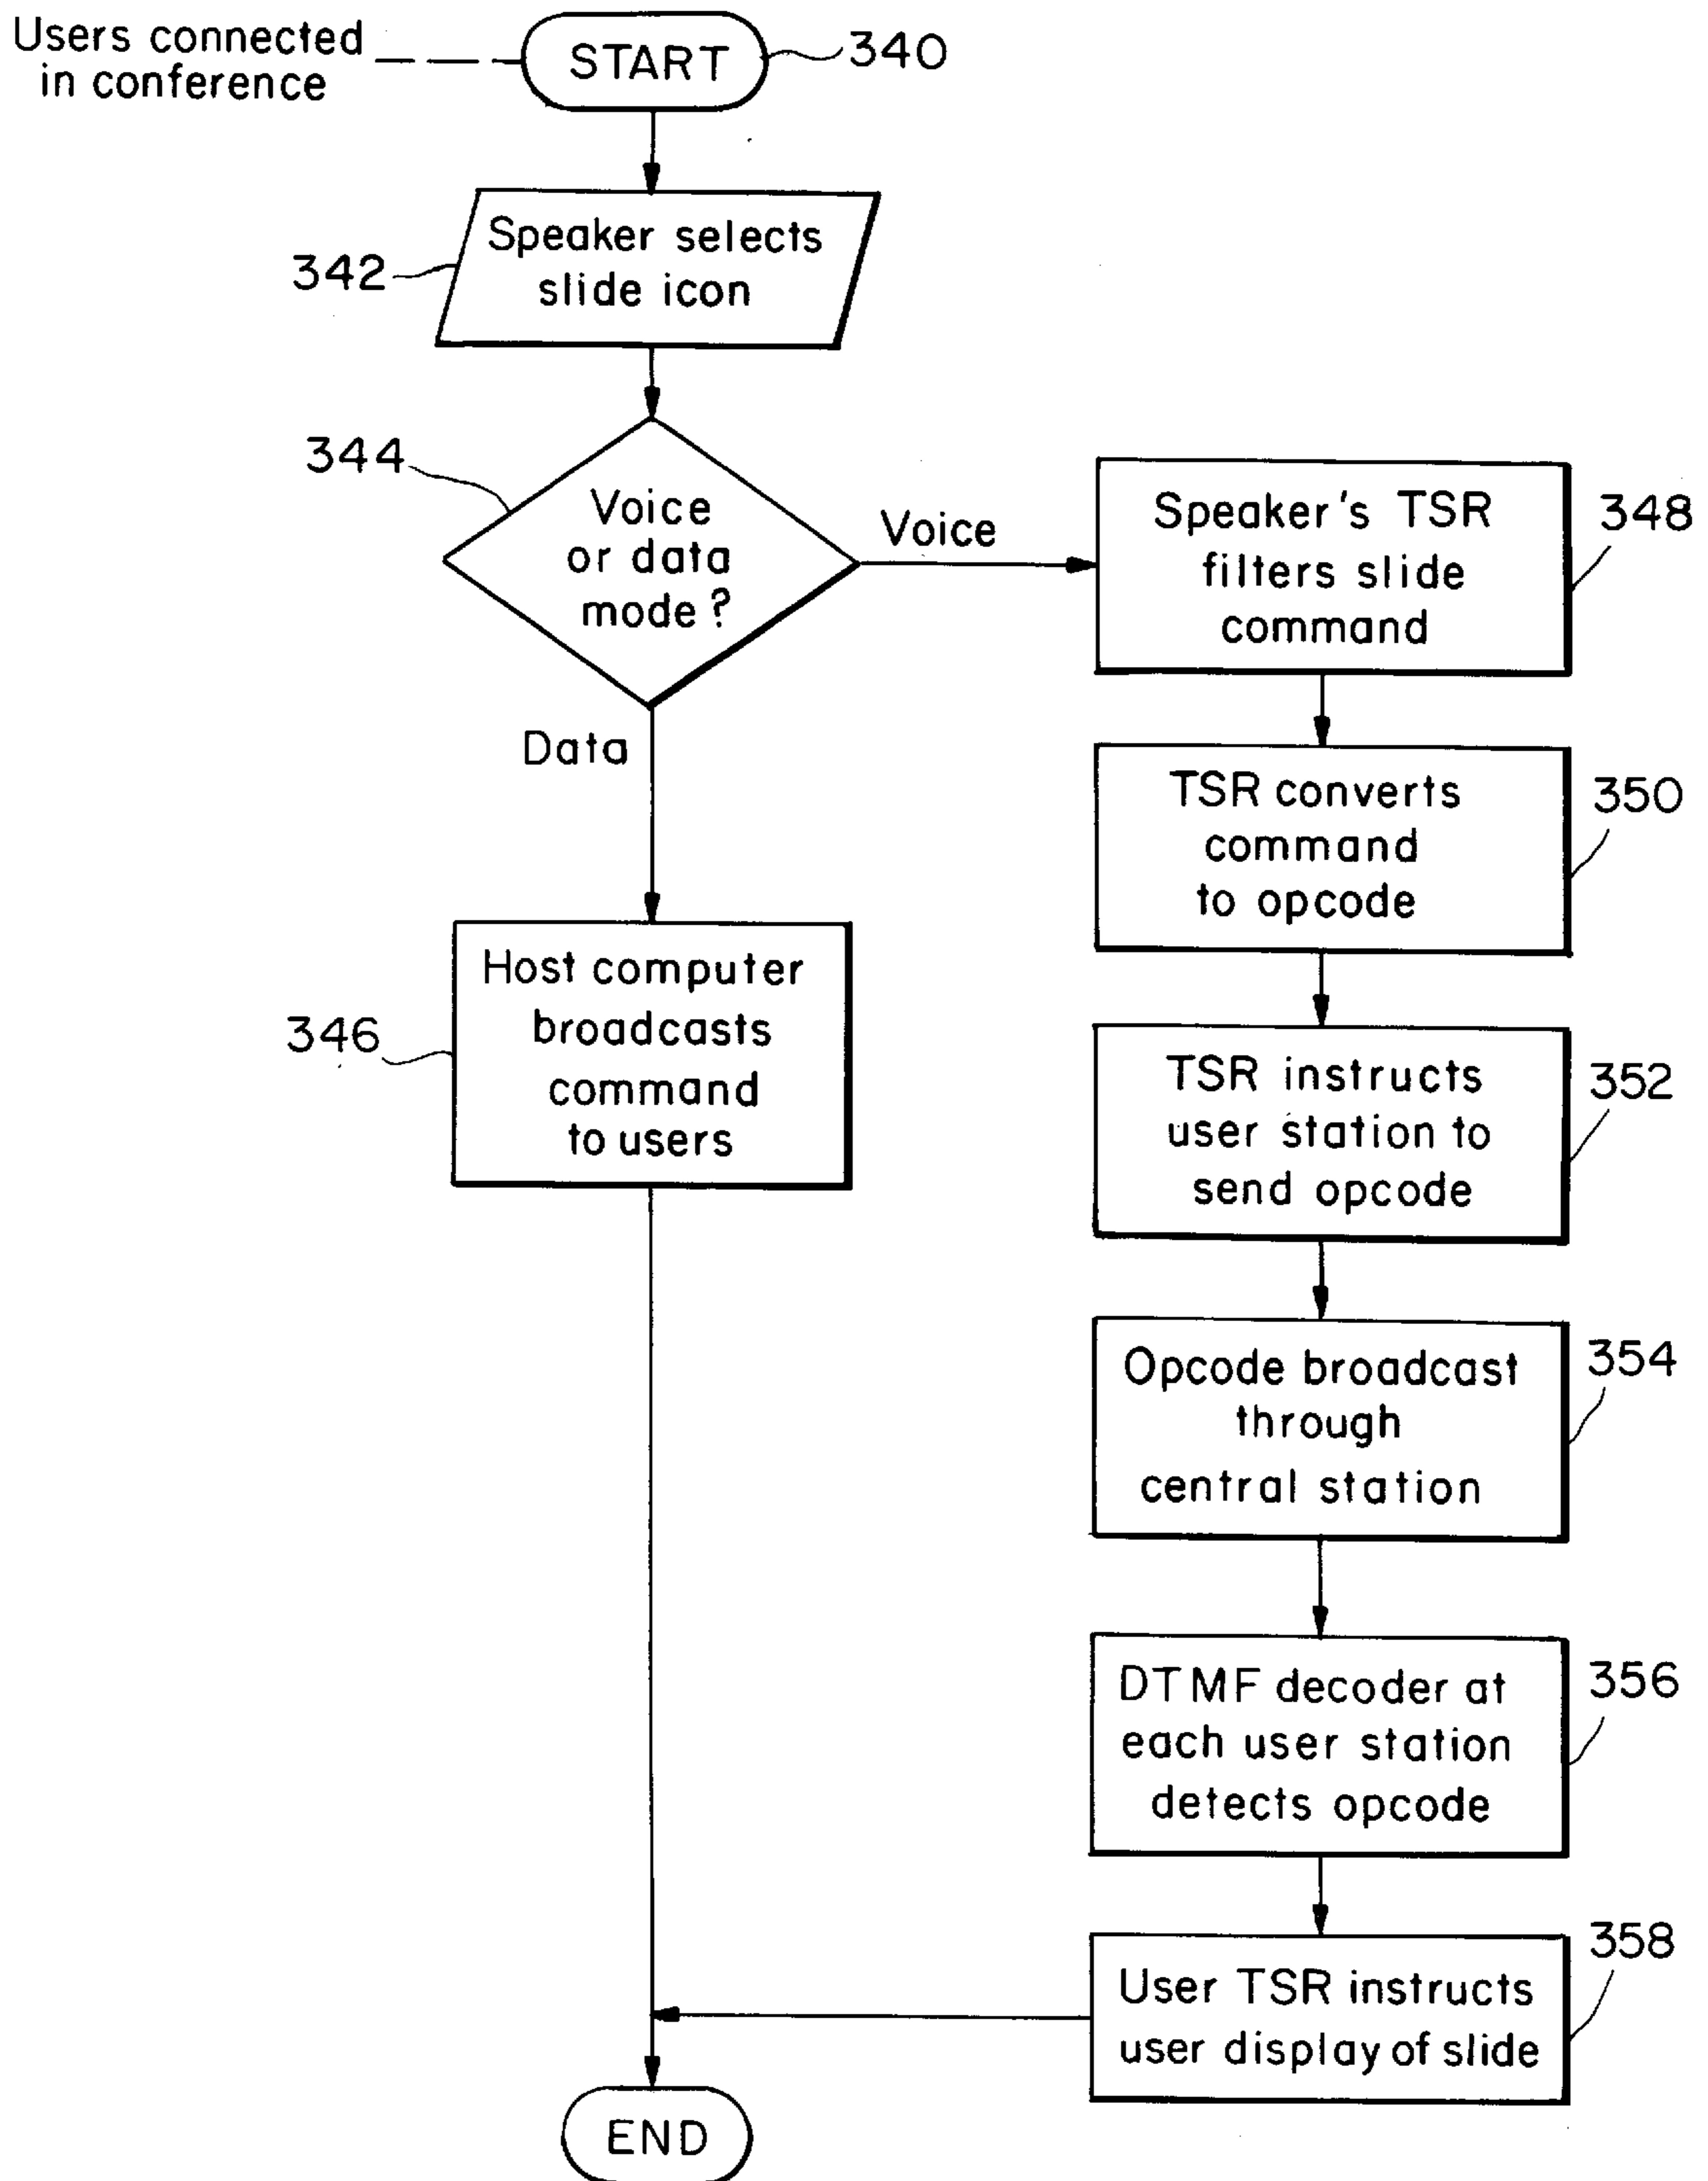 Users connected
in conference
START
340
342
Speaker selects
slide icon
344
Voice
or data
mode?
Voice
Data
346
Host computer
broadcasts
command
to users
348
Speaker's TSR
filters slide
command
350
TSR converts
command
to opcode
352
TSR instructs
user station to
send opcode
354
Opcode broadcast
through
central station
356
DTMF decoder at
each user station
detects opcode
358
User TSR instructs
user display of slide
END